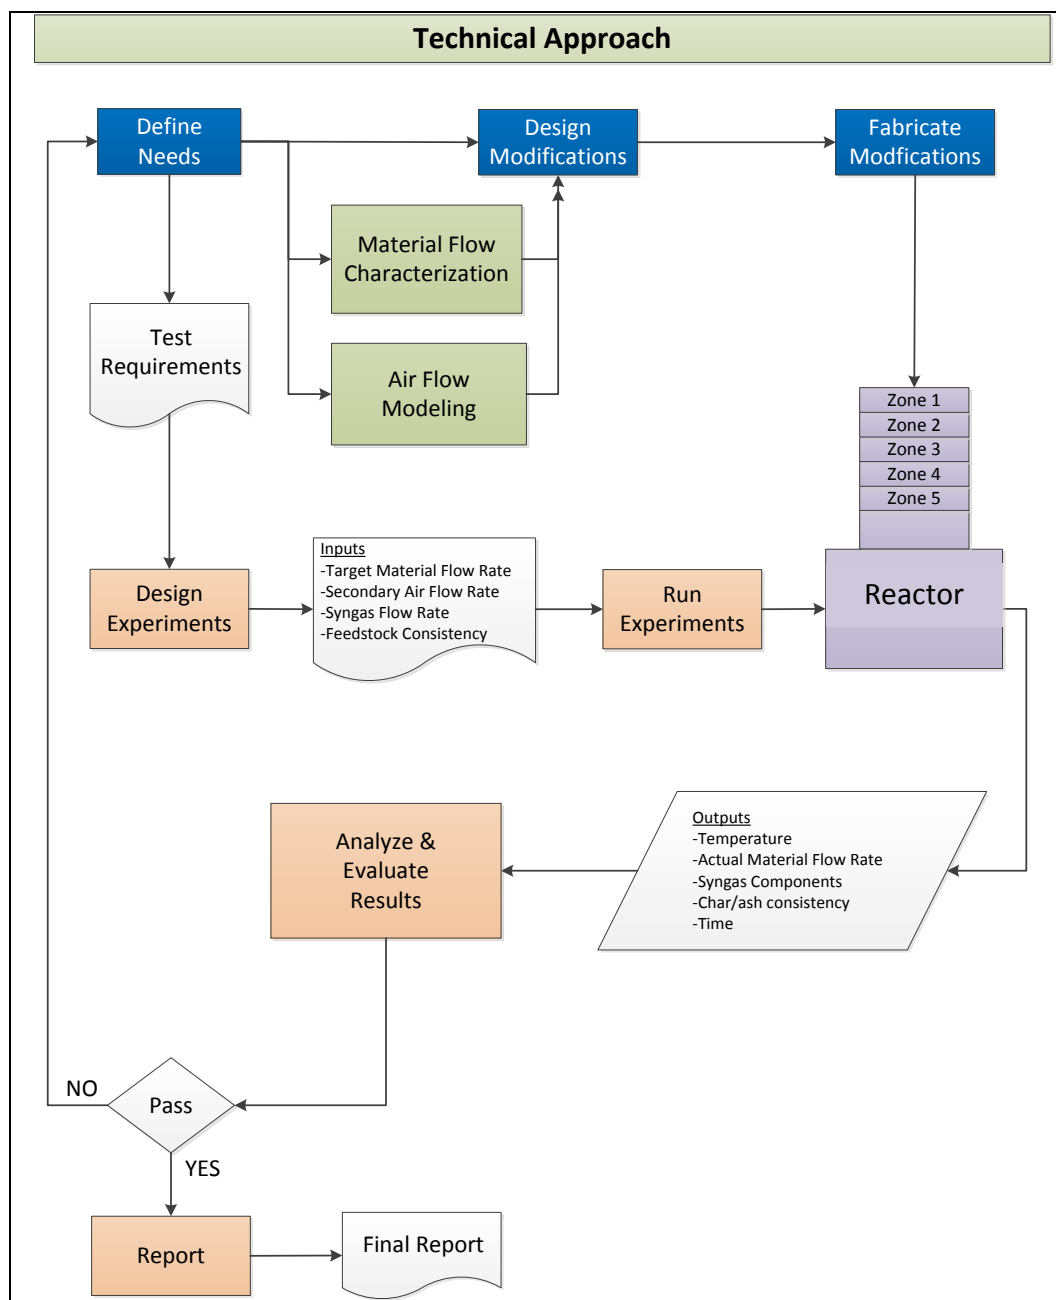 Technical Approach
Define
Needs
Design
Modifications
Fabricate
Modfications
Material Flow
Characterization
Test
Requirements
Air Flow
Modeling
Zone 1
Zone 2
Zone 3
Zone 4
Zone 5
Design
Experiments
Inputs
-Target Material Flow Rate
-Secondary Air Flow Rate
-Syngas Flow Rate
-Feedstock Consistency
Run
Experiments
Reactor
Analyze &
Evaluate
Results
Outputs
-Temperature
-Actual Material Flow Rate
-Syngas Components
-Char/ash consistency
-Time
NO
Pass
YES
Report
Final Report